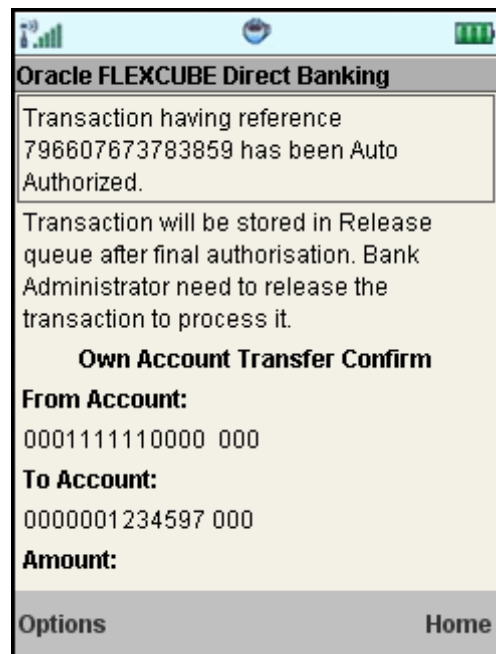 Oracle FLEXCUBE Direct Banking
Transaction having reference
796607673783859 has been Auto
Authorized.
Transaction will be stored in Release
queue after final authorisation. Bank
Administrator need to release the
transaction to process it.
Own Account Transfer Confirm
From Account:
0001111110000 000
To Account:
0000001234597 000
Amount:
Options Home